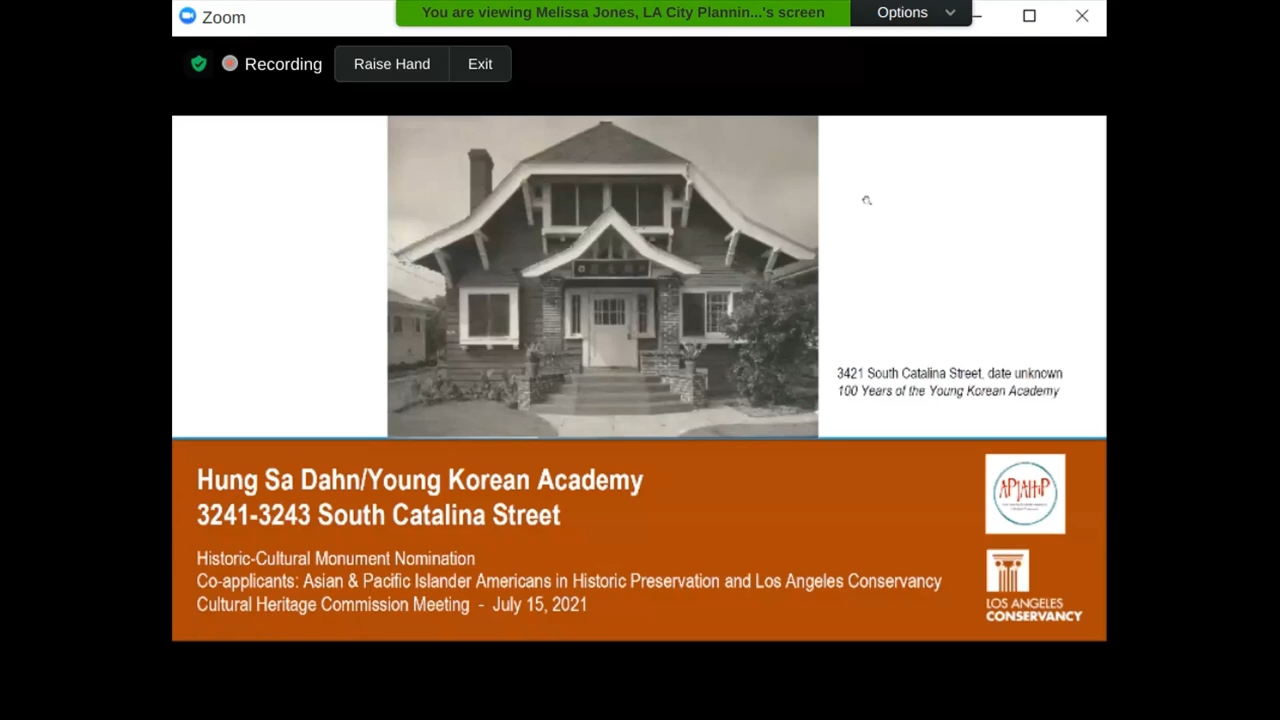 Zoom
You are viewing Melissa Jones, LA City Plannin...'s screen
Options
Recording
Raise Hand
Exit
3421 South Catalina Street, date unknown
100 Years of the Young Korean Academy
Hung Sa Dahn/Young Korean Academy
3241-3243 South Catalina Street
Historic-Cultural Monument Nomination
Co-applicants: Asian & Pacific Islander Americans in Historic Preservation and Los Angeles Conservancy
Cultural Heritage Commission Meeting - July 15, 2021
APIAHiP
LOS ANGELES
CONSERVANCY